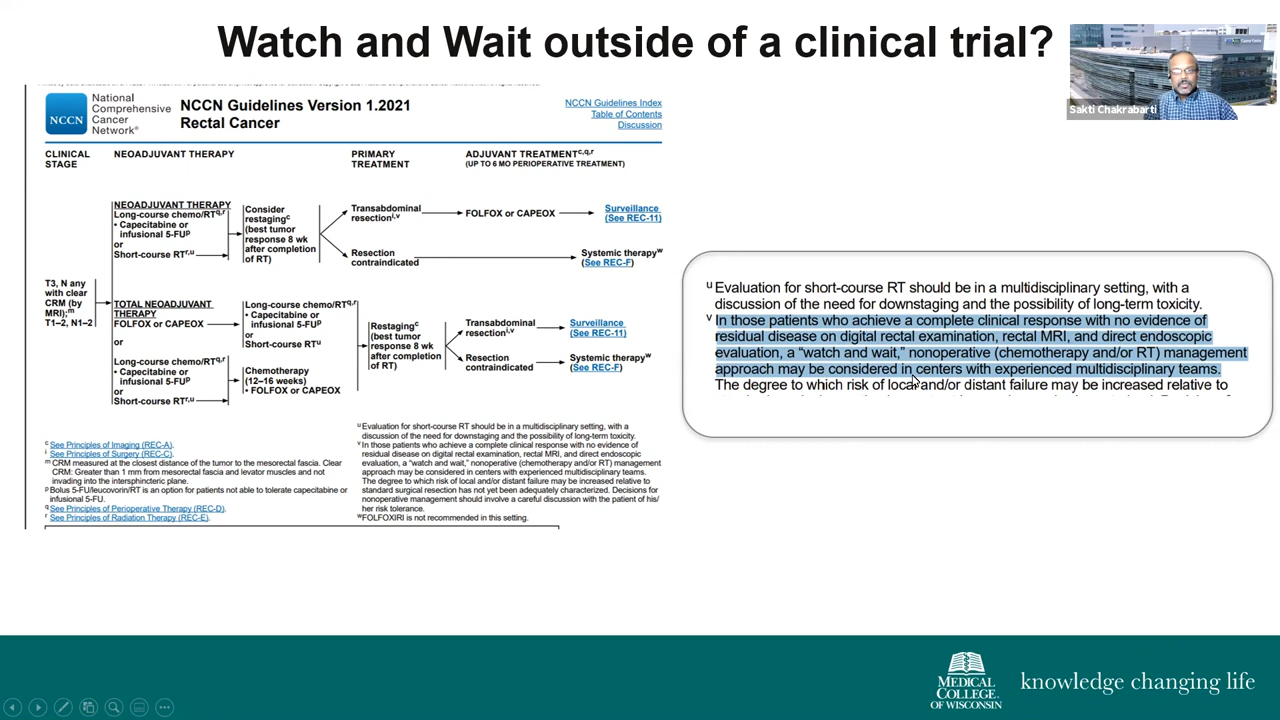 Watch and Wait outside of a clinical trial?
Sakti Chakrabarti
NCCN
National
Comprehensive
Cancer
Network®
NCCN Guidelines Version 1.2021
Rectal Cancer
NCCN Guidelines Index
Table of Contents
Discussion
CLINICAL
STAGE
NEOADJUVANT THERAPY
PRIMARY
TREATMENT
ADJUVANT TREATMENTc,q,r
(UP TO 6 MO PERIOPERATIVE TREATMENT)
T3, N any
with clear
CRM (by
MRI);m
T1–2, N1–2
NEOADJUVANT THERAPY
Long-course chemo/RTq,r
• Capecitabine or
infusional 5-FUp
or
Short-course RTr,u
Consider
restagingc
(best tumor
response 8 wk
after completion
of RT)
Transabdominal
resectioni,v
FOLFOX or CAPEOX
Surveillance
(See REC-11)
Resection
contraindicated
Systemic therapyw
(See REC-F)
TOTAL NEOADJUVANT
THERAPY
FOLFOX or CAPEOX
or
Long-course chemo/RTq,r
• Capecitabine or
infusional 5-FUp
or
Short-course RTr,u
Long-course chemo/RTq,r
• Capecitabine or
infusional 5-FUp
or
Short-course RTu
Chemotherapy
(12–16 weeks)
• FOLFOX or CAPEOX
Restagingc
(best tumor
response 8 wk
after completion
of RT)
Transabdominal
resectioni,v
Surveillance
(See REC-11)
Resection
contraindicated
Systemic therapyw
(See REC-F)
c See Principles of Imaging (REC-A).
i See Principles of Surgery (REC-C).
m CRM measured at the closest distance of the tumor to the mesorectal fascia. Clear
CRM: Greater than 1 mm from mesorectal fascia and levator muscles and not
invading into the intersphincteric plane.
p Bolus 5-FU/leucovorin/RT is an option for patients not able to tolerate capecitabine or
infusional 5-FU.
q See Principles of Perioperative Therapy (REC-D).
r See Principles of Radiation Therapy (REC-E).
u Evaluation for short-course RT should be in a multidisciplinary setting, with a
discussion of the need for downstaging and the possibility of long-term toxicity.
v In those patients who achieve a complete clinical response with no evidence of
residual disease on digital rectal examination, rectal MRI, and direct endoscopic
evaluation, a “watch and wait,” nonoperative (chemotherapy and/or RT) management
approach may be considered in centers with experienced multidisciplinary teams.
The degree to which risk of local and/or distant failure may be increased relative to
standard surgical resection has not yet been adequately characterized. Decisions for
nonoperative management should involve a careful discussion with the patient of his/
her risk tolerance.
w FOLFOXIRI is not recommended in this setting.
u Evaluation for short-course RT should be in a multidisciplinary setting, with a
discussion of the need for downstaging and the possibility of long-term toxicity.
v In those patients who achieve a complete clinical response with no evidence of
residual disease on digital rectal examination, rectal MRI, and direct endoscopic
evaluation, a “watch and wait,” nonoperative (chemotherapy and/or RT) management
approach may be considered in centers with experienced multidisciplinary teams.
The degree to which risk of local and/or distant failure may be increased relative to
MEDICAL
COLLEGE
OF WISCONSIN
knowledge changing life